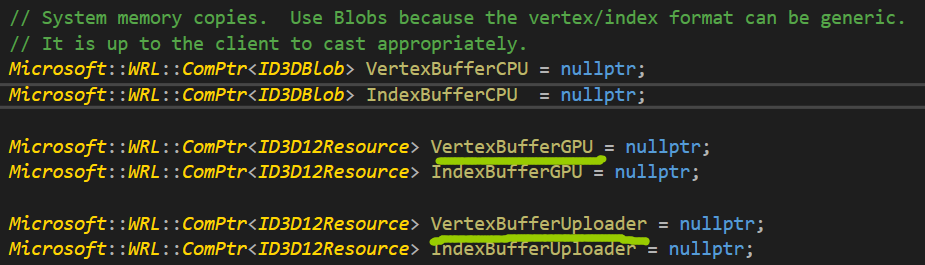 // System memory copies.  Use Blobs because the vertex/index format can be generic.
// It is up to the client to cast appropriately.
Microsoft::WRL::ComPtr<ID3DBlob> VertexBufferCPU = nullptr;
Microsoft::WRL::ComPtr<ID3DBlob> IndexBufferCPU  = nullptr;
Microsoft::WRL::ComPtr<ID3D12Resource> VertexBufferGPU = nullptr;
Microsoft::WRL::ComPtr<ID3D12Resource> IndexBufferGPU = nullptr;
Microsoft::WRL::ComPtr<ID3D12Resource> VertexBufferUploader = nullptr;
Microsoft::WRL::ComPtr<ID3D12Resource> IndexBufferUploader = nullptr;